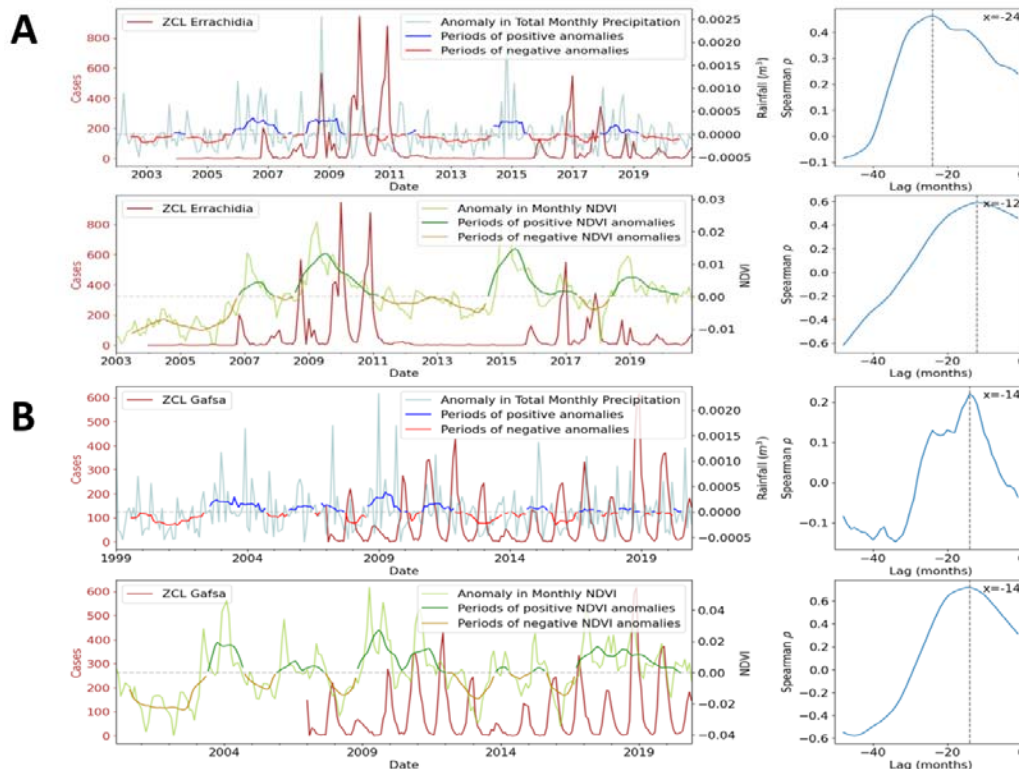 A
ZCL Errachidia
Anomaly in Total Monthly Precipitation
Periods of positive anomalies
Periods of negative anomalies
Cases
800
600
400
200
0
0.0025
0.0020
0.0015
0.0010
0.0005
0.0000
−0.0005
Rainfall (m³)
2003 2005 2007 2009 2011 2013 2015 2017 2019
Date
x=-24
Spearman ρ
0.4
0.3
0.2
0.1
0.0
−0.1
−40 −20 0
Lag (months)
ZCL Errachidia
Anomaly in Monthly NDVI
Periods of positive NDVI anomalies
Periods of negative NDVI anomalies
Cases
800
600
400
200
0
0.03
0.02
0.01
0.00
−0.01
NDVI
2003 2005 2007 2009 2011 2013 2015 2017 2019
Date
x=-12
Spearman ρ
0.6
0.4
0.2
0.0
−0.2
−0.4
−0.6
−40 −20 0
Lag (months)
B
ZCL Gafsa
Anomaly in Total Monthly Precipitation
Periods of positive anomalies
Periods of negative anomalies
Cases
600
500
400
300
200
100
0
0.0020
0.0015
0.0010
0.0005
0.0000
−0.0005
Rainfall (m³)
1999 2004 2009 2014 2019
Date
x=-14
Spearman ρ
0.2
0.1
0.0
−0.1
−40 −20 0
Lag (months)
ZCL Gafsa
Anomaly in Monthly NDVI
Periods of positive NDVI anomalies
Periods of negative NDVI anomalies
Cases
600
500
400
300
200
100
0
0.04
0.02
0.00
−0.02
−0.04
NDVI
2004 2009 2014 2019
Date
x=-14
Spearman ρ
0.6
0.4
0.2
0.0
−0.2
−0.4
−0.6
−40 −20 0
Lag (months)